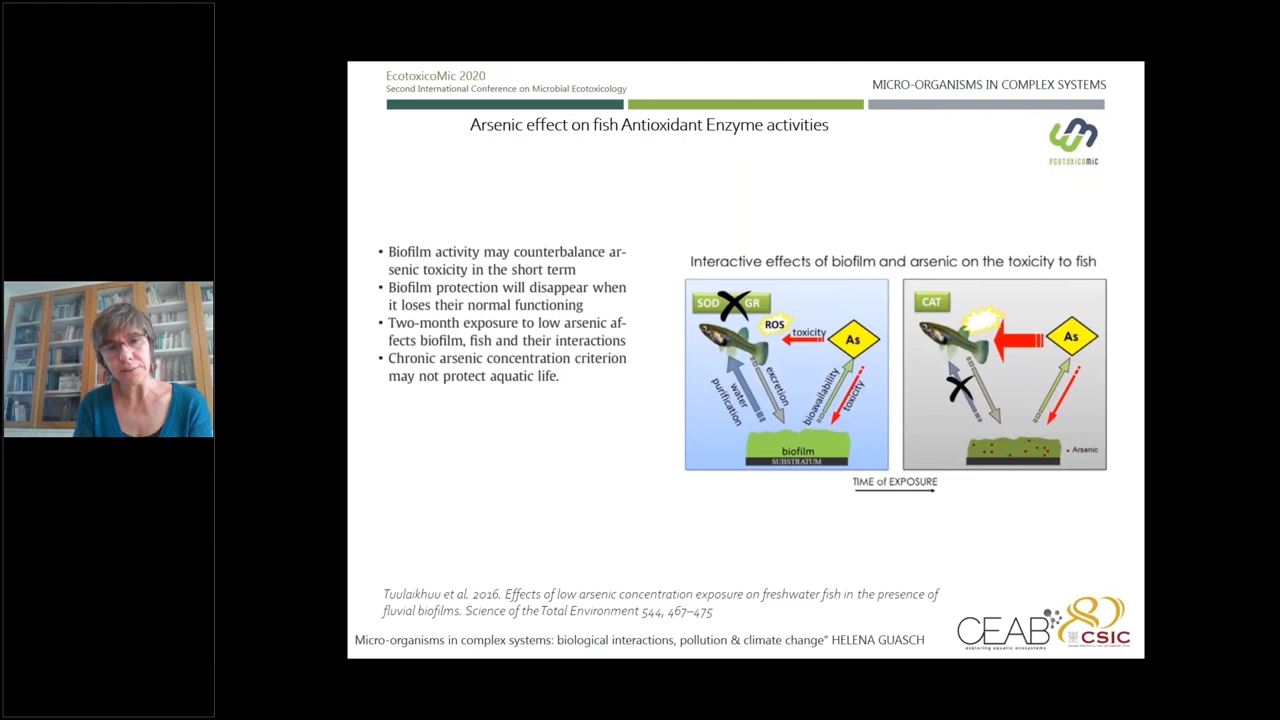 EcotoxicoMic 2020
Second International Conference on Microbial Ecotoxicology
MICRO-ORGANISMS IN COMPLEX SYSTEMS
Arsenic effect on fish Antioxidant Enzyme activities
ecotoxicomic
• Biofilm activity may counterbalance ar-
senic toxicity in the short term
• Biofilm protection will disappear when
it loses their normal functioning
• Two-month exposure to low arsenic af-
fects biofilm, fish and their interactions
• Chronic arsenic concentration criterion
may not protect aquatic life.
Interactive effects of biofilm and arsenic on the toxicity to fish
SOD GR
ROS
toxicity
As
water
purification
excretion
bioavailability
toxicity
biofilm
SUBSTRATUM
CAT
As
Arsenic
TIME of EXPOSURE
Tuulaikhuu et al. 2016. Effects of low arsenic concentration exposure on freshwater fish in the presence of
fluvial biofilms. Science of the Total Environment 544, 467–475
Micro-organisms in complex systems: biological interactions, pollution & climate change" HELENA GUASCH
CEAB
exploring aquatic ecosystems
80
CSIC